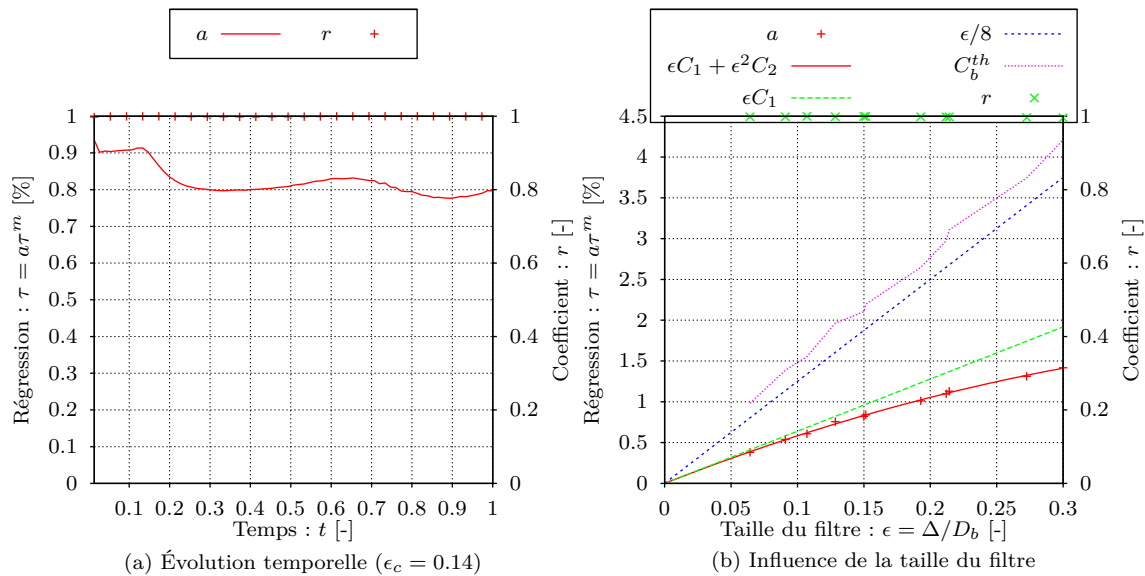 a r
Régression : τ = aτ^m [%]
1
0.9
0.8
0.7
0.6
0.5
0.4
0.3
0.2
0.1
0
1
0.8
0.6
0.4
0.2
0
Coefficient : r [-]
0.1 0.2 0.3 0.4 0.5 0.6 0.7 0.8 0.9 1
Temps : t [-]
(a) Évolution temporelle (ϵ_c = 0.14)
a ϵ/8
ϵC_1 + ϵ^2C_2 C_b^{th}
ϵC_1 r
Régression : τ = aτ^m [%]
4.5
4
3.5
3
2.5
2
1.5
1
0.5
0
1
0.8
0.6
0.4
0.2
0
Coefficient : r [-]
0 0.05 0.1 0.15 0.2 0.25 0.3
Taille du filtre : ϵ = Δ/D_b [-]
(b) Influence de la taille du filtre